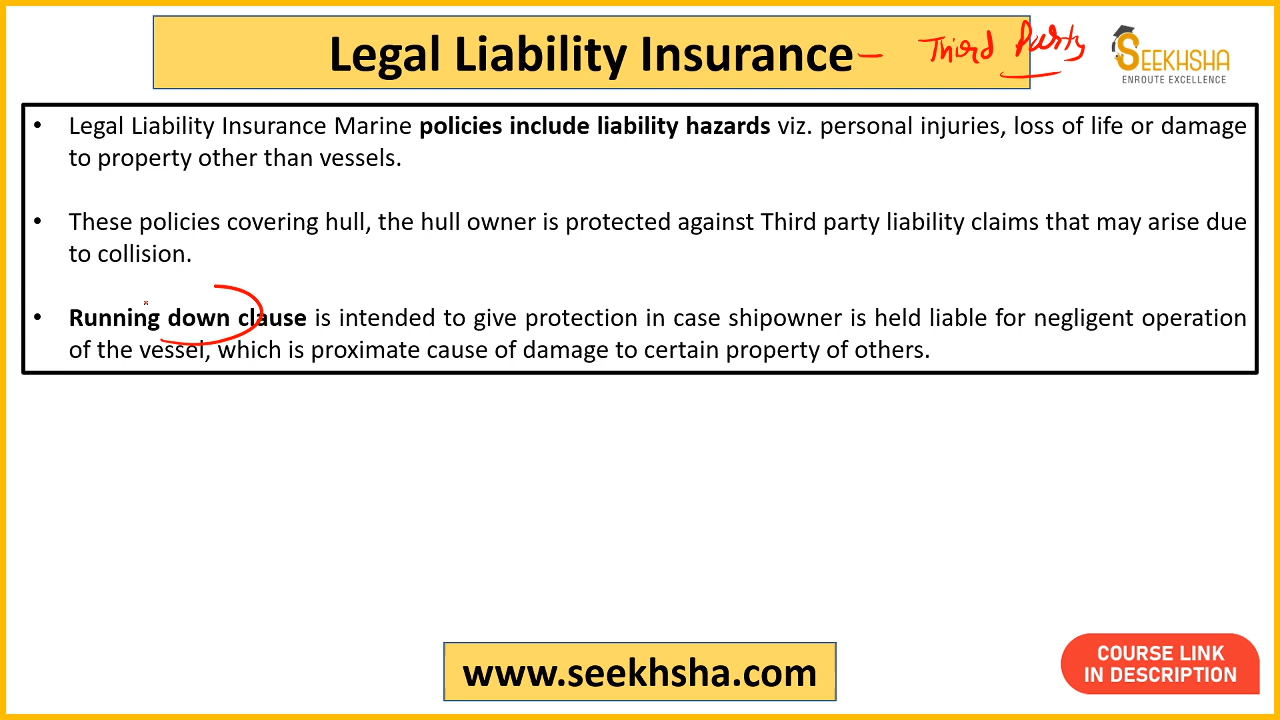 Legal Liability Insurance – Third Party
SEEKHSHA
ENROUTE EXCELLENCE
• Legal Liability Insurance Marine policies include liability hazards viz. personal injuries, loss of life or damage
to property other than vessels.
• These policies covering hull, the hull owner is protected against Third party liability claims that may arise due
to collision.
• Running down clause is intended to give protection in case shipowner is held liable for negligent operation
of the vessel, which is proximate cause of damage to certain property of others.
www.seekhsha.com
COURSE LINK
IN DESCRIPTION